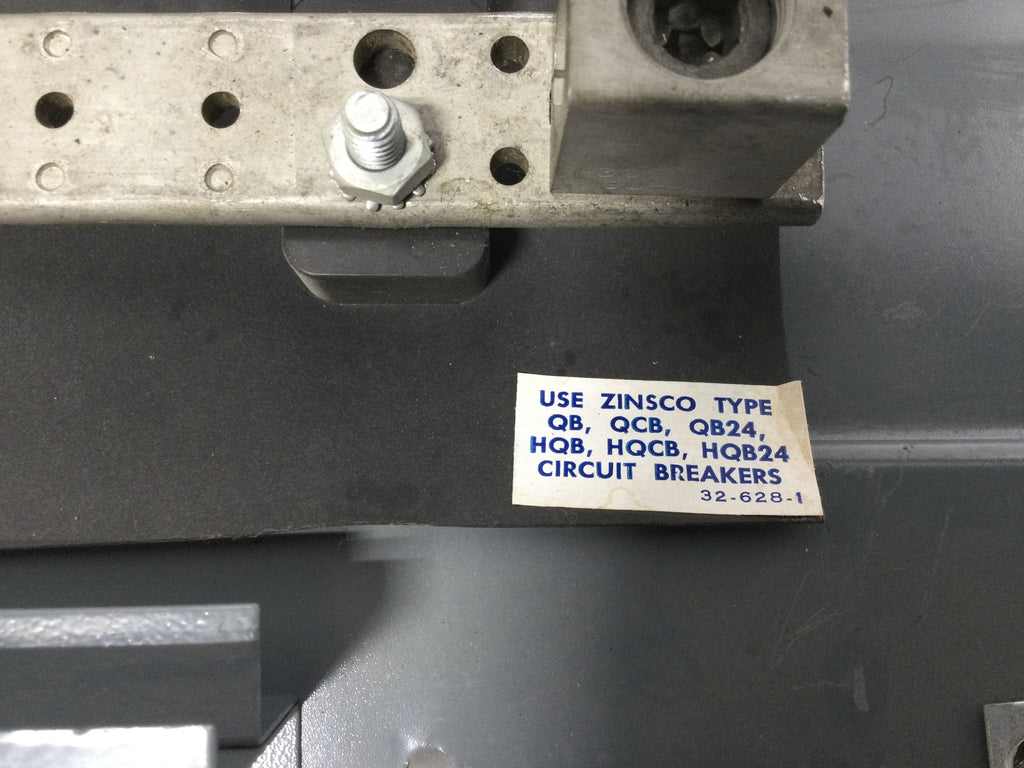 USE ZINSCO TYPE
QB, QCB, QB24,
HQB, HQCB, HQB24
CIRCUIT BREAKERS
32-628-1